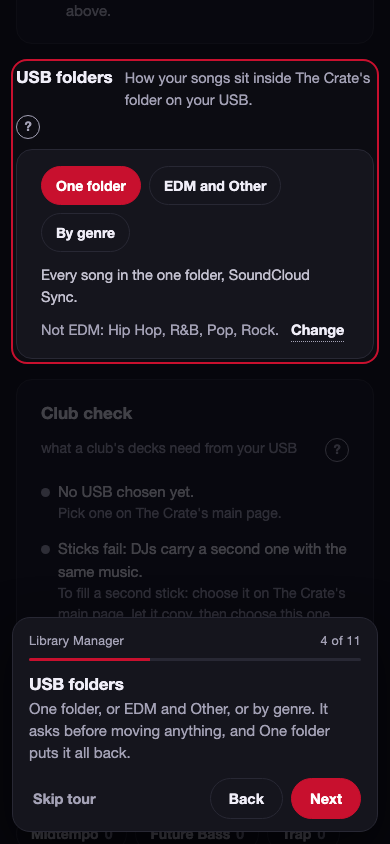 above.
USB folders
How your songs sit inside The Crate's
folder on your USB.
?
One folder
EDM and Other
By genre
Every song in the one folder, SoundCloud
Sync.
Not EDM: Hip Hop, R&B, Pop, Rock. Change
Club check
what a club's decks need from your USB
?
No USB chosen yet.
Pick one on The Crate's main page.
Sticks fail: DJs carry a second one with the
same music.
To fill a second stick: choose it on The Crate's
main page, let it copy, then choose this one
Library Manager
4 of 11
USB folders
One folder, or EDM and Other, or by genre. It
asks before moving anything, and One folder
puts it all back.
Skip tour
Back
Next
Midtempo 0
Future Bass 0
Trap 0